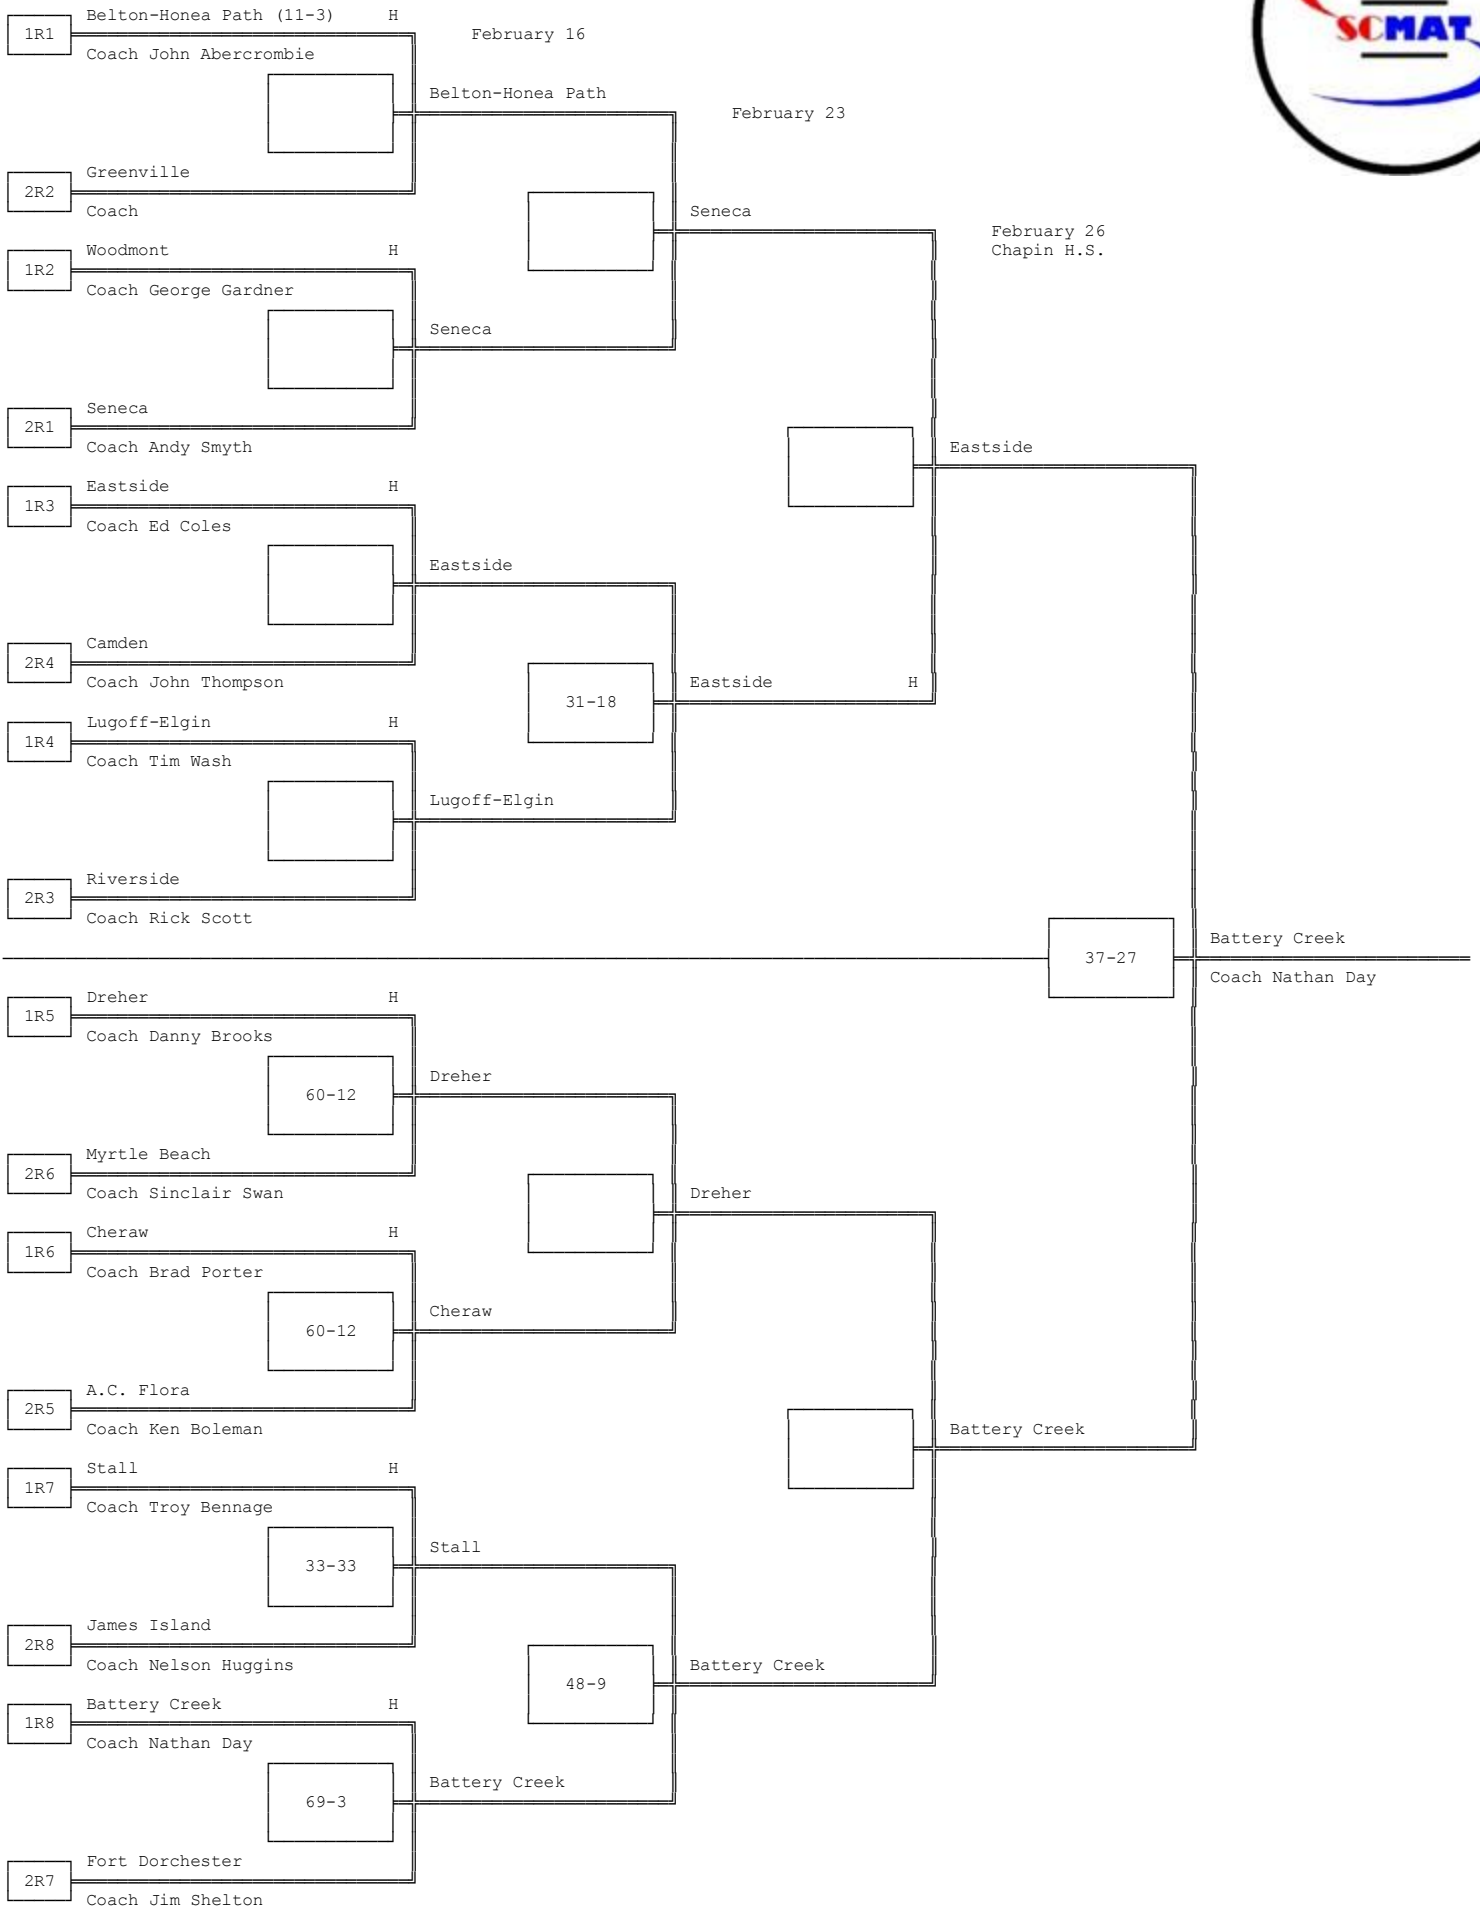 Belton-Honea Path (11-3) H
1R1
February 16
SCMAT
Coach John Abercrombie
Belton-Honea Path
February 23
Greenville
2R2
Coach
Seneca
February 26
Chapin H.S.
Woodmont H
1R2
Coach George Gardner
Seneca
Seneca
2R1
Coach Andy Smyth
Eastside
Eastside H
1R3
Coach Ed Coles
Eastside
Camden
2R4
Coach John Thompson
31-18
Eastside H
Lugoff-Elgin H
1R4
Coach Tim Wash
Lugoff-Elgin
Riverside
2R3
Coach Rick Scott
37-27
Battery Creek
Coach Nathan Day
Dreher H
1R5
Coach Danny Brooks
60-12
Dreher
Myrtle Beach
2R6
Coach Sinclair Swan
Dreher
Cheraw H
1R6
Coach Brad Porter
60-12
Cheraw
A.C. Flora
2R5
Coach Ken Boleman
Battery Creek
Stall H
1R7
Coach Troy Bennage
33-33
Stall
James Island
2R8
Coach Nelson Huggins
48-9
Battery Creek
Battery Creek H
1R8
Coach Nathan Day
69-3
Battery Creek
Fort Dorchester
2R7
Coach Jim Shelton